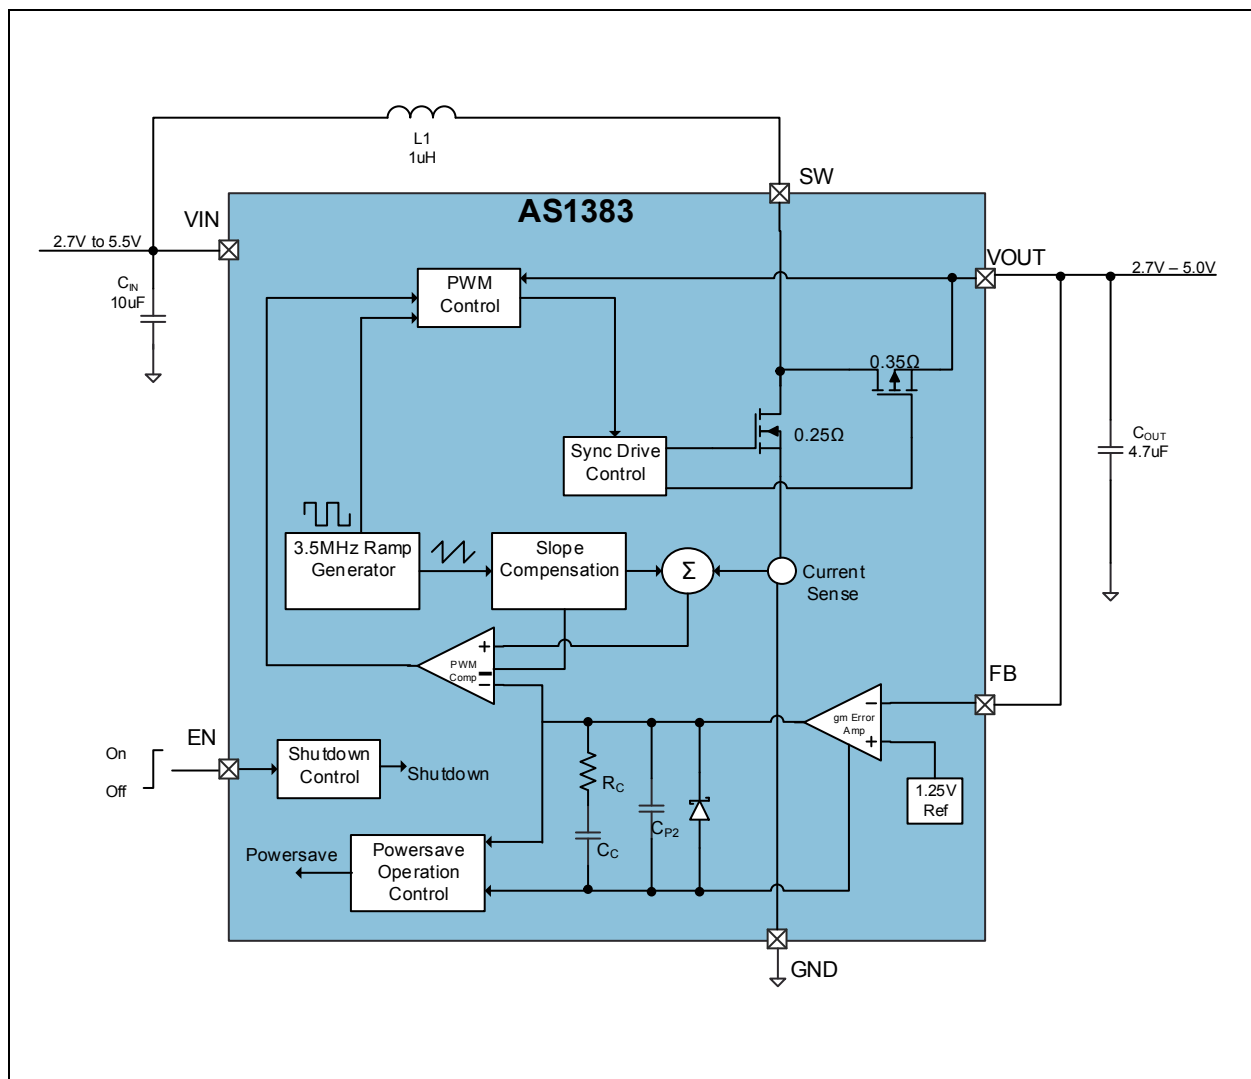 L1
1uH
SW
AS1383
VIN
2.7V to 5.5V
VOUT
2.7V – 5.0V
CIN
10uF
PWM
Control
0.35Ω
0.25Ω
Sync Drive
Control
COUT
4.7uF
3.5MHz Ramp
Generator
Slope
Compensation
Σ
Current
Sense
+
PWM
Comp
−
−
FB
−
gm Error
Amp
+
EN
On
Off
Shutdown
Control
Shutdown
RC
1.25V
Ref
CP2
CC
Powersave
Powersave
Operation
Control
GND